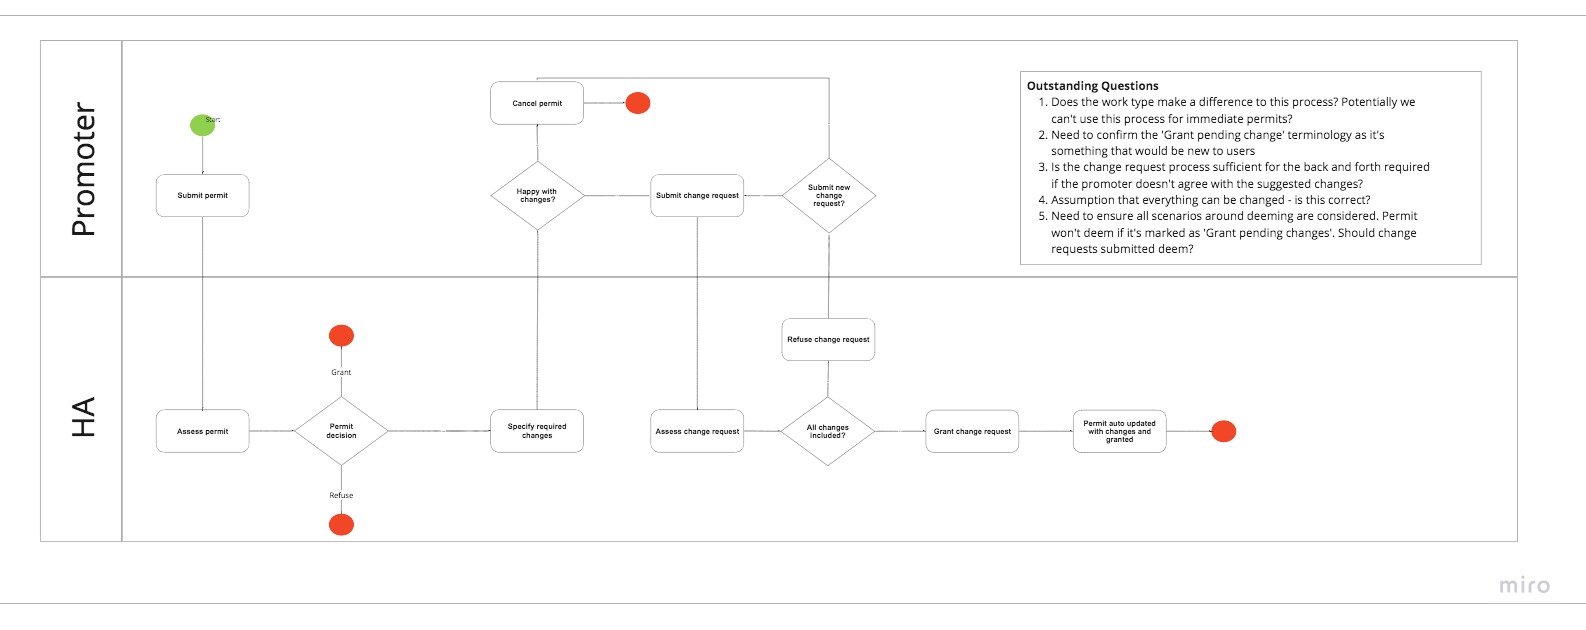 Promoter
Start
Submit permit
Cancel permit
Happy with
changes?
Submit change request
Submit new
change
request?
Outstanding Questions
1. Does the work type make a difference to this process? Potentially we
can't use this process for immediate permits?
2. Need to confirm the 'Grant pending change' terminology as it's
something that would be new to users
3. Is the change request process sufficient for the back and forth required
if the promoter doesn't agree with the suggested changes?
4. Assumption that everything can be changed - is this correct?
5. Need to ensure all scenarios around deeming are considered. Permit
won't deem if it's marked as 'Grant pending changes'. Should change
requests submitted deem?
HA
Assess permit
Grant
Permit
decision
Refuse
Specify required
changes
Assess change request
Refuse change request
All changes
included?
Grant change request
Permit auto updated
with changes and
granted
miro